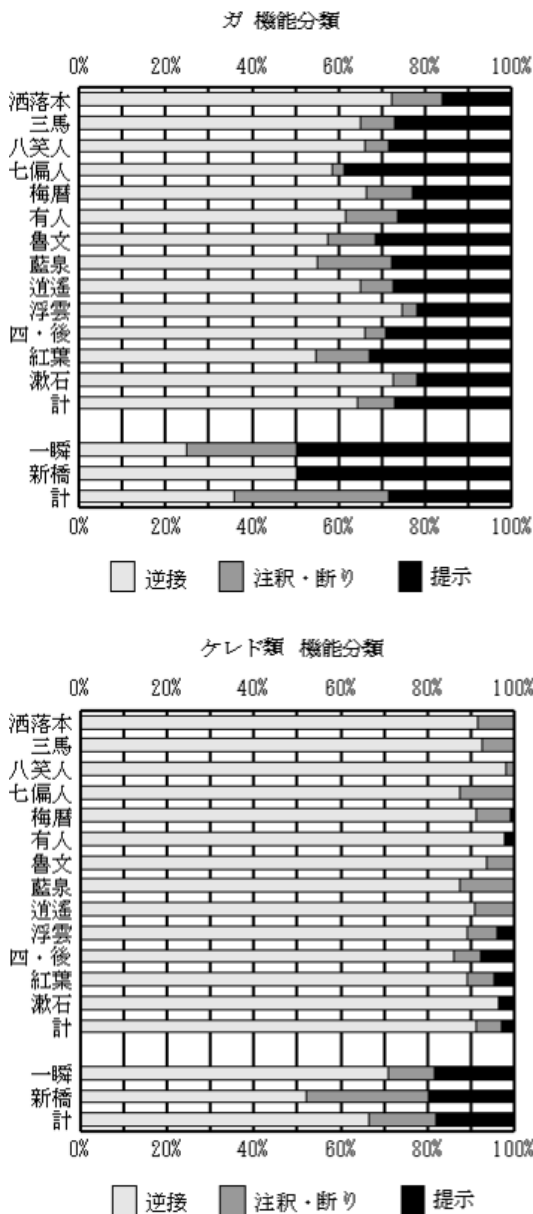 ガ 機能分類
0% 20% 40% 60% 80% 100%
洒落本
三馬
八笑人
七偏人
梅暦
有人
魯文
藍泉
逍遙
浮雲
四・後
紅葉
漱石
計
一瞬
新橋
計
0% 20% 40% 60% 80% 100%
逆接 注釈・断り 提示
ケレド類 機能分類
0% 20% 40% 60% 80% 100%
洒落本
三馬
八笑人
七偏人
梅暦
有人
魯文
藍泉
逍遙
浮雲
四・後
紅葉
漱石
計
一瞬
新橋
計
0% 20% 40% 60% 80% 100%
逆接 注釈・断り 提示